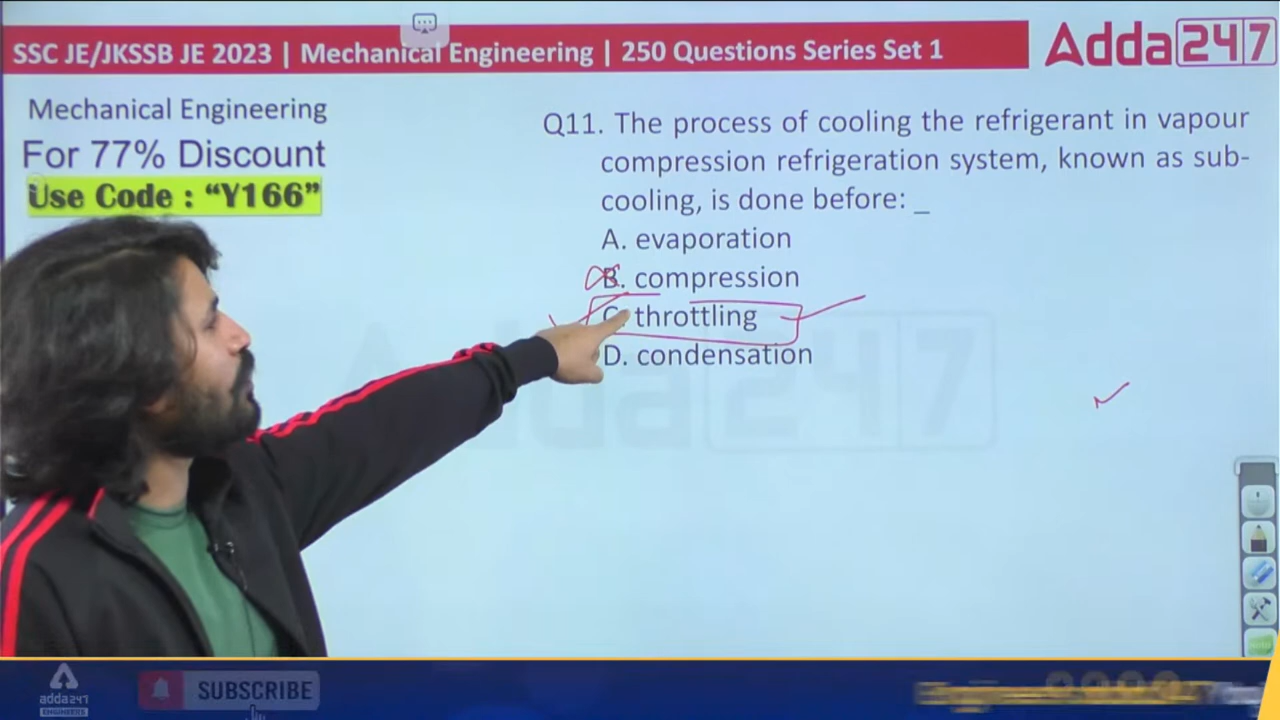 SSC JE/JKSSB JE 2023 | Mechanical Engineering | 250 Questions Series Set 1
Adda247
Mechanical Engineering
For 77% Discount
Use Code : “Y166”
Q11. The process of cooling the refrigerant in vapour
compression refrigeration system, known as sub-
cooling, is done before: _
A. evaporation
B. compression
C. throttling
D. condensation
Adda247
adda247
ENGINEERS
SUBSCRIBE